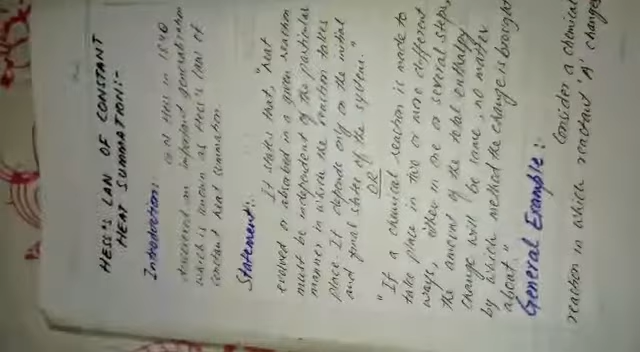 HESS'S LAW OF CONSTANT
HEAT SUMMATION:-
Introduction:
G.H Hess in 1840
discovered an important generalization
which is known as Hess's law of
constant heat summation.
Statement:.
It states that, "heat
evolved or absorbed in a given reaction
must be independent of the particular
manner in which the reaction takes
place. It depends only on the initial
and final states of the system."
OR
"If a chemical reaction is made to
take place in two or more different
ways, either in one or several steps,
the amount of the total enthalpy
change will be same, no matter
by which method the change is brought
about."
General Example:.
Consider a chemical
reaction in which reactant 'A' changes